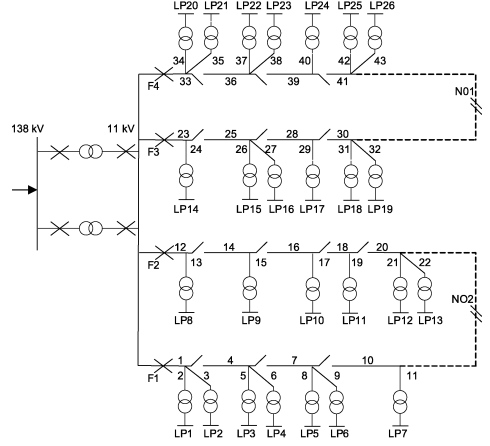 LP20 LP21 LP22 LP23 LP24 LP25 LP26
34 35 37 38 40 42 43
33 36 39 41
F4
N01
138 kV 11 kV
F3
23 25 28 30
24 26 27 29 31 32
LP14 LP15 LP16 LP17 LP18 LP19
12 14 16 18 20
F2 13 15 17 19 21 22
NO2
LP8 LP9 LP10 LP11 LP12 LP13
1 4 7 10
F1 2 3 5 6 8 9 11
LP1 LP2 LP3 LP4 LP5 LP6 LP7